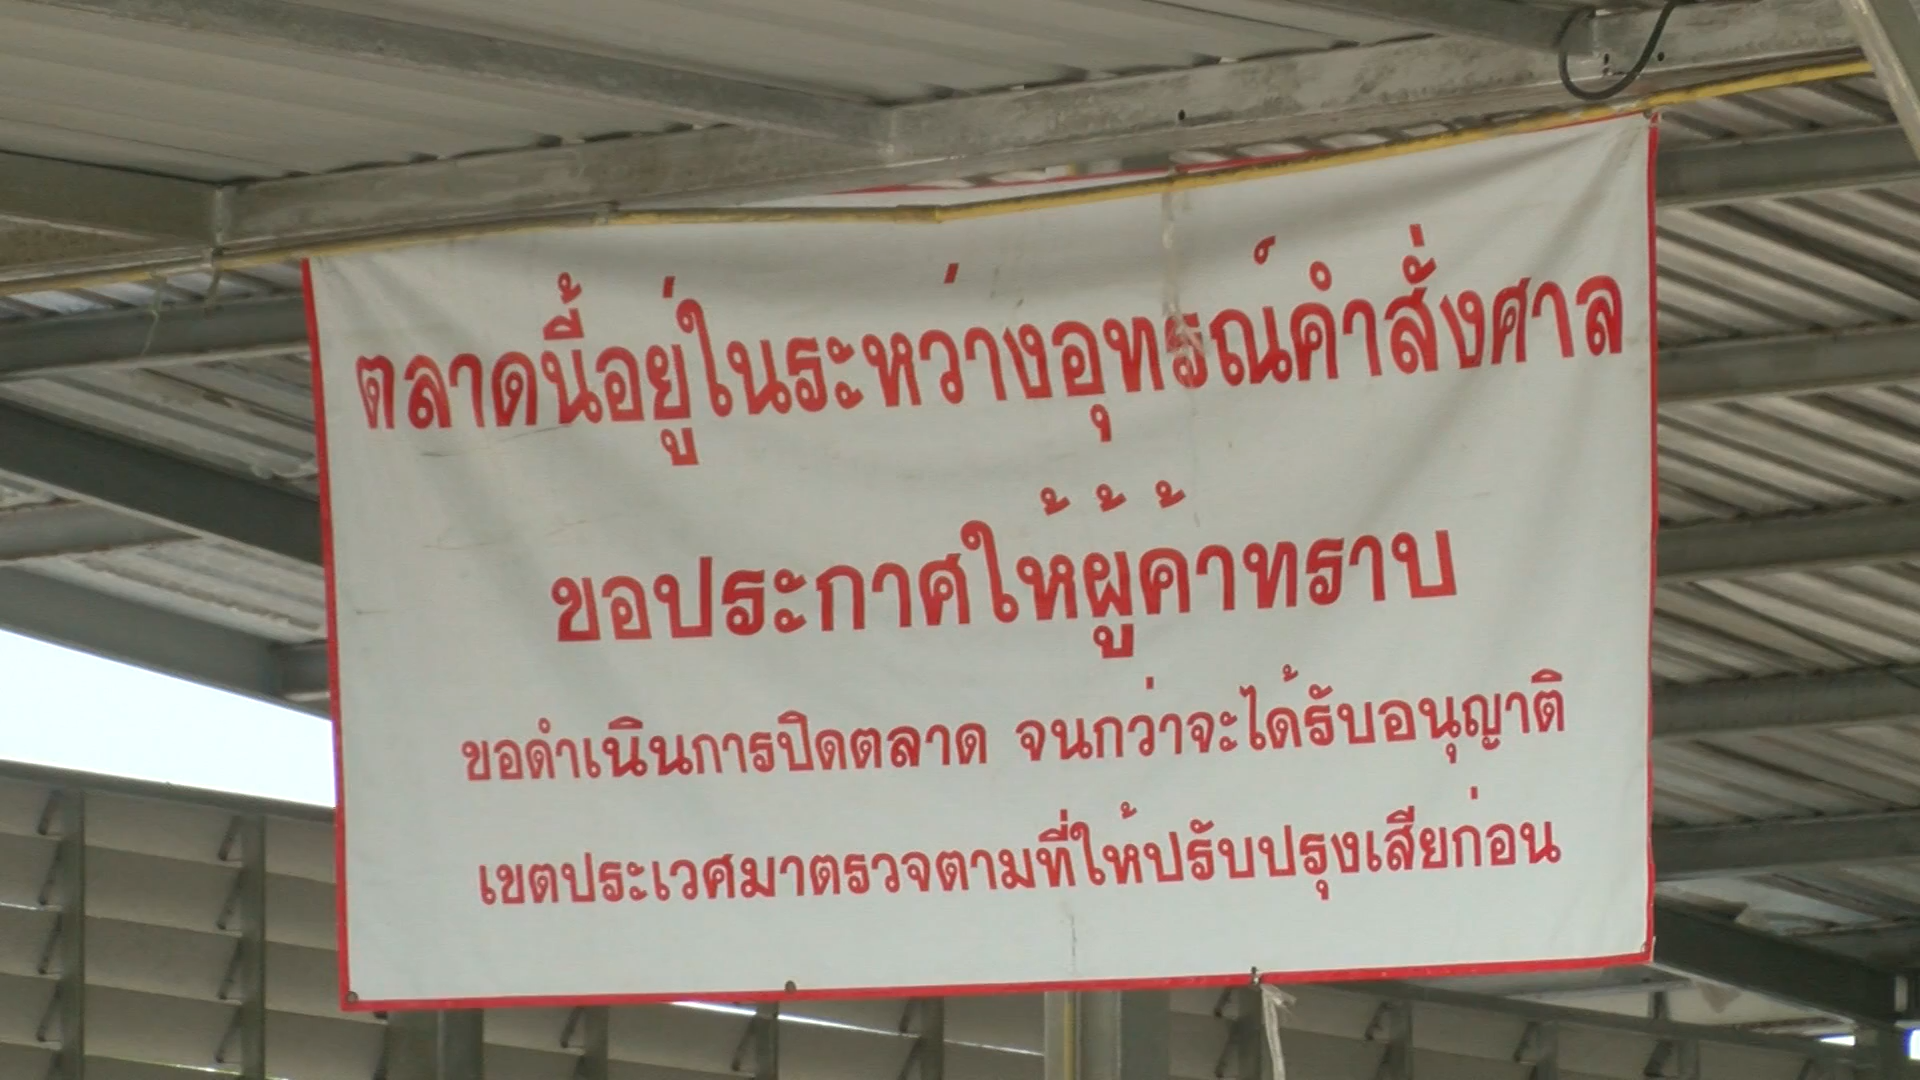 ตลาดนี้อยู่ในระหว่างอุทรณ์คำสั่งศาล
ขอประกาศให้ผู้ค้าทราบ
ขอดำเนินการปิดตลาด จนกว่าจะได้รับอนุญาติ
เขตประเวศมาตรวจตามที่ให้ปรับปรุงเสียก่อน